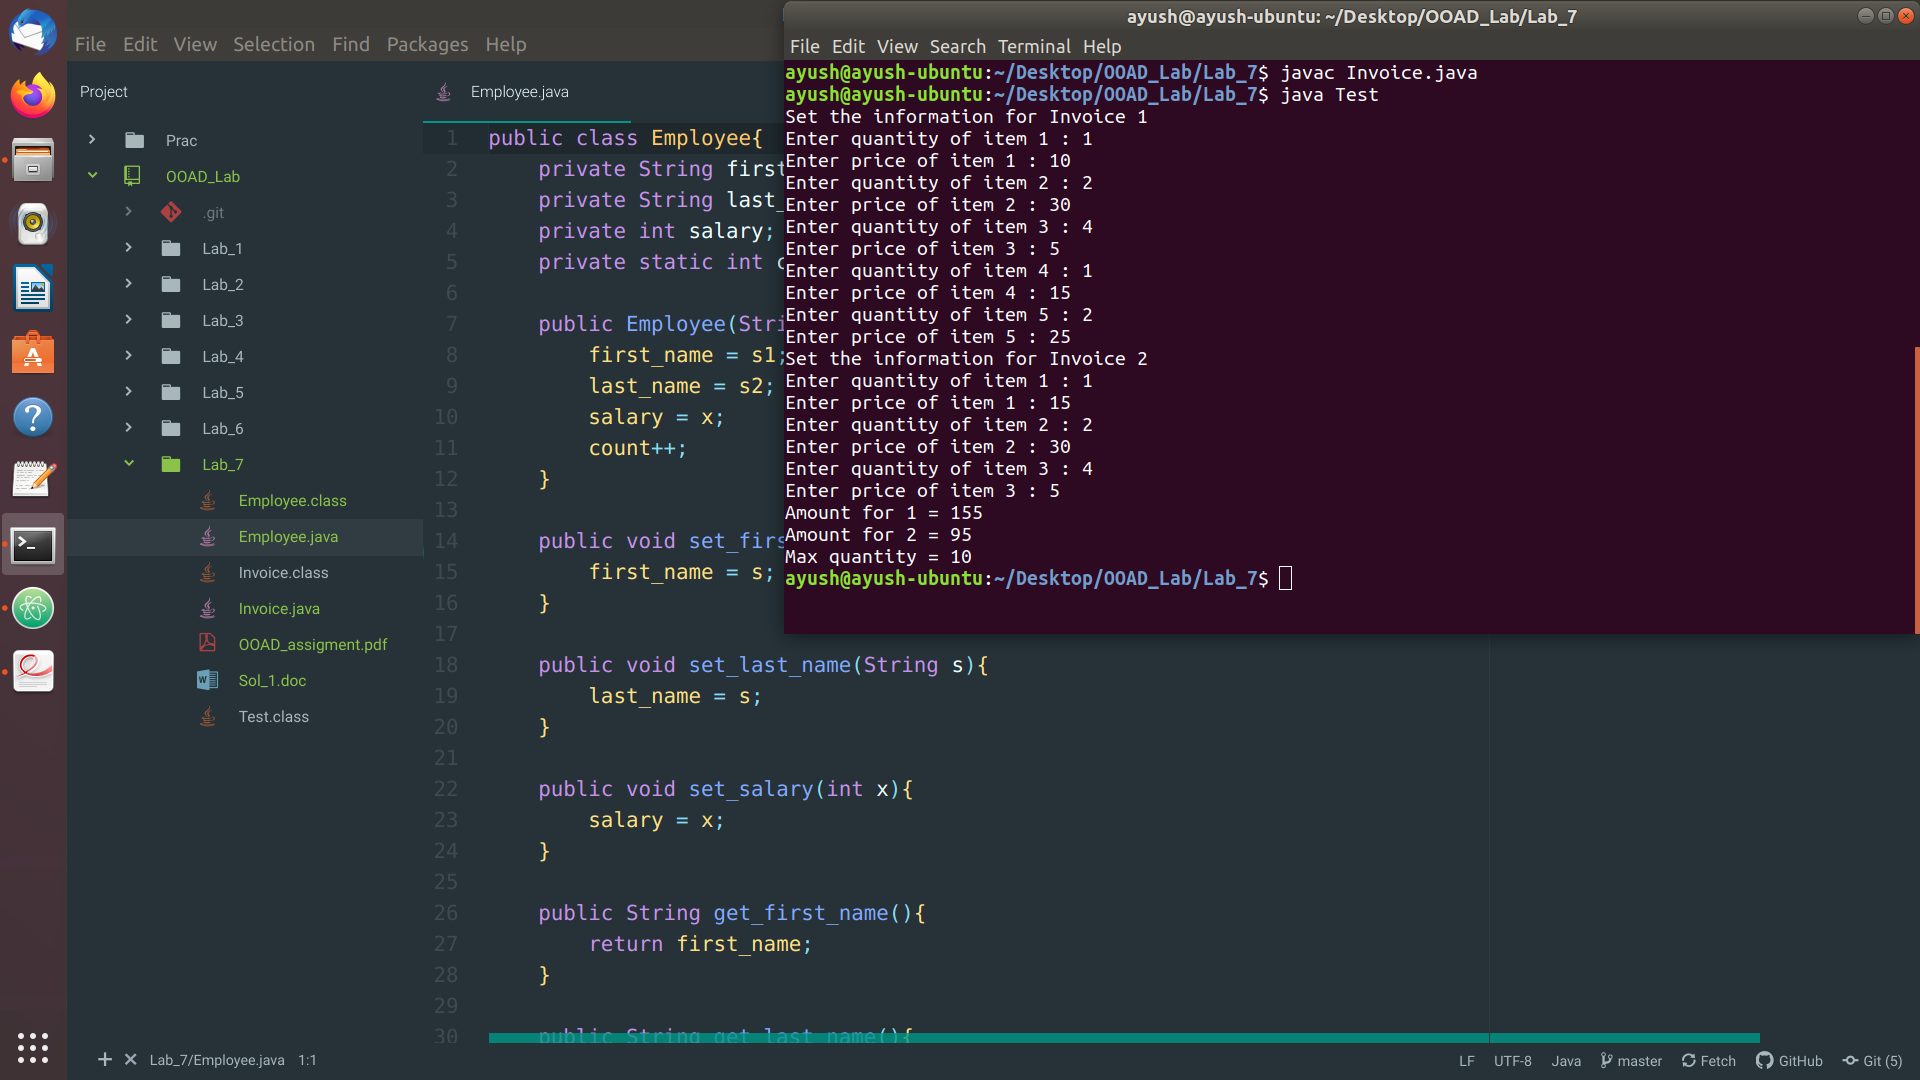 File Edit View Selection Find Packages Help
Project
Prac
OOAD_Lab
.git
Lab_1
Lab_2
Lab_3
Lab_4
Lab_5
Lab_6
Lab_7
Employee.class
Employee.java
Invoice.class
Invoice.java
OOAD_assigment.pdf
Sol_1.doc
Test.class
Employee.java
1 public class Employee{
2 private String first
3 private String last_
4 private int salary;
5 private static int c
6
7 public Employee(Stri
8 first_name = s1;
9 last_name = s2;
10 salary = x;
11 count++;
12 }
13
14 public void set_firs
15 first_name = s;
16 }
17
18 public void set_last_name(String s){
19 last_name = s;
20 }
21
22 public void set_salary(int x){
23 salary = x;
24 }
25
26 public String get_first_name(){
27 return first_name;
28 }
29
30 public String get_last_name(){
ayush@ayush-ubuntu: ~/Desktop/OOAD_Lab/Lab_7
File Edit View Search Terminal Help
ayush@ayush-ubuntu:~/Desktop/OOAD_Lab/Lab_7$ javac Invoice.java
ayush@ayush-ubuntu:~/Desktop/OOAD_Lab/Lab_7$ java Test
Set the information for Invoice 1
Enter quantity of item 1 : 1
Enter price of item 1 : 10
Enter quantity of item 2 : 2
Enter price of item 2 : 30
Enter quantity of item 3 : 4
Enter price of item 3 : 5
Enter quantity of item 4 : 1
Enter price of item 4 : 15
Enter quantity of item 5 : 2
Enter price of item 5 : 25
Set the information for Invoice 2
Enter quantity of item 1 : 1
Enter price of item 1 : 15
Enter quantity of item 2 : 2
Enter price of item 2 : 30
Enter quantity of item 3 : 4
Enter price of item 3 : 5
Amount for 1 = 155
Amount for 2 = 95
Max quantity = 10
ayush@ayush-ubuntu:~/Desktop/OOAD_Lab/Lab_7$
Lab_7/Employee.java 1:1
LF UTF-8 Java master Fetch GitHub Git (5)